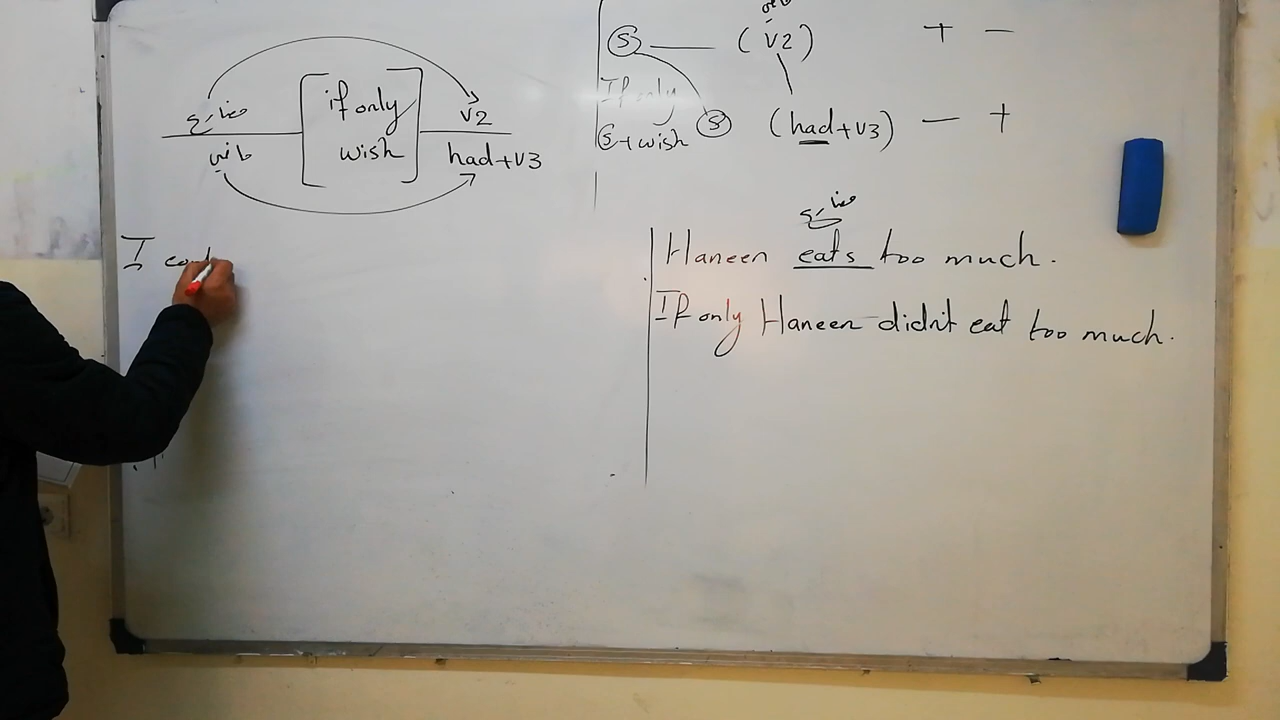 مضارع
ماضي
if only
wish
V2
had+V3
S (V2) + -
If only
S+wish S (had+V3) - +
مضارع
Haneen eats too much.
If only Haneen didn't eat too much.
I